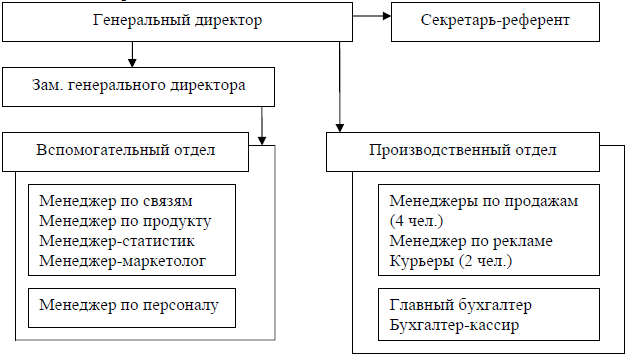 Генеральный директор
Секретарь-референт
Зам. генерального директора
Вспомогательный отдел
Производственный отдел
Менеджер по связям
Менеджер по продукту
Менеджер-статистик
Менеджер-маркетолог
Менеджер по персоналу
Менеджеры по продажам
(4 чел.)
Менеджер по рекламе
Курьеры (2 чел.)
Главный бухгалтер
Бухгалтер-кассир